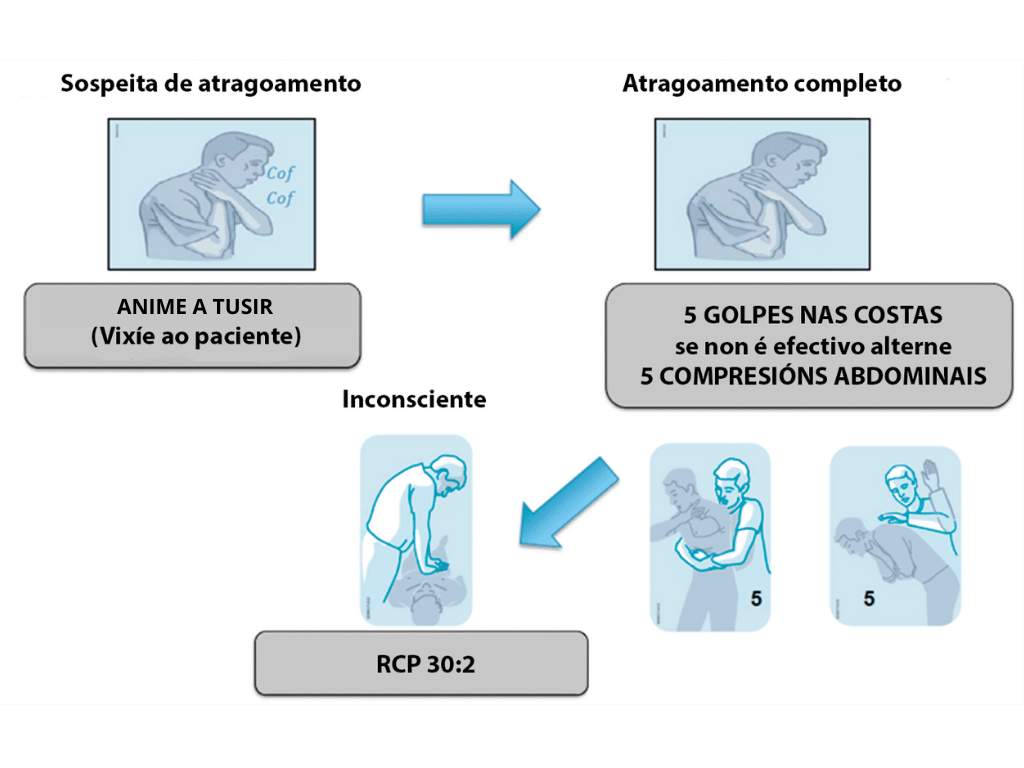 Sospeita de atragoamento
Atragoamento completo
Cof
Cof
ANIME A TUSIR
(Vixíe ao paciente)
5 GOLPES NAS COSTAS
se non é efectivo alterne
5 COMPRESIÓNS ABDOMINAIS
Inconsciente
5
5
RCP 30:2